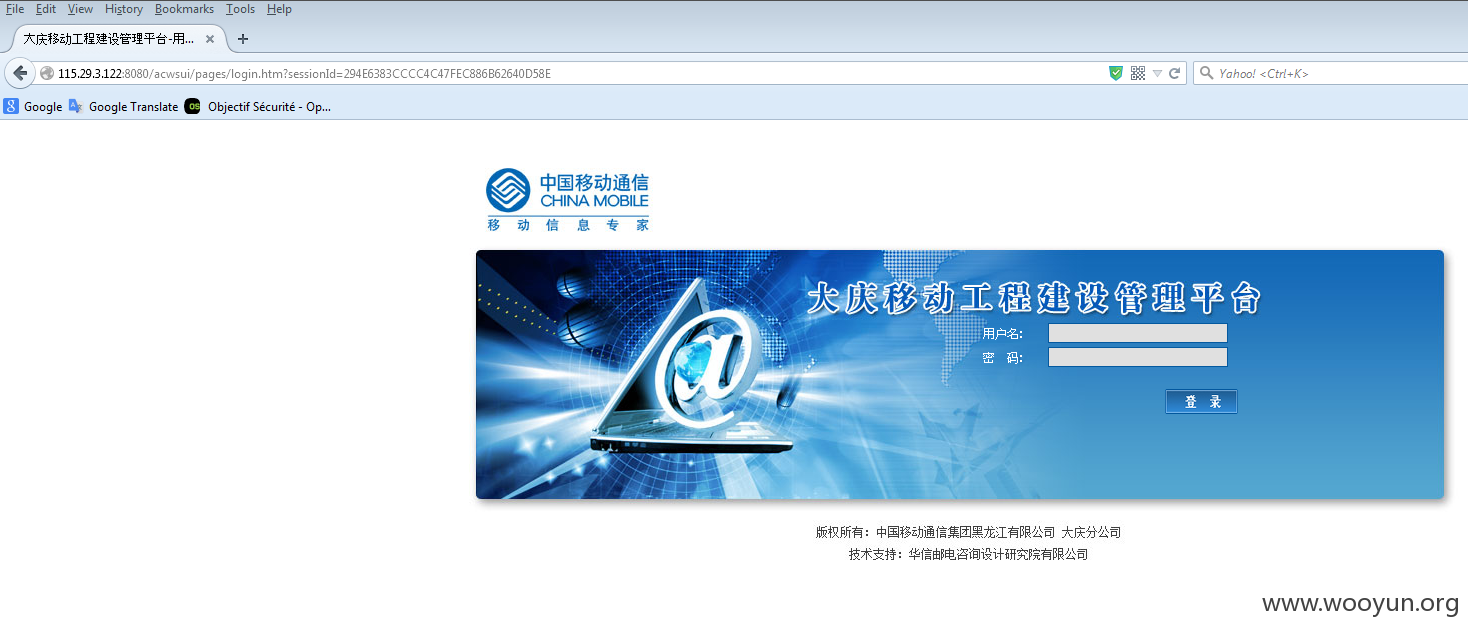 File Edit View History Bookmarks Tools Help
大庆移动工程建设管理平台-用...
115.29.3.122:8080/acwsui/pages/login.htm?sessionId=294E6383CCCC4C47FEC886B62640D58E
Yahoo! <Ctrl+K>
Google Google Translate Objectif Sécurité - Op...
中国移动通信
CHINA MOBILE
移动信息专家
大庆移动工程建设管理平台
用户名:
密 码:
登 录
版权所有：中国移动通信集团黑龙江有限公司 大庆分公司
技术支持：华信邮电咨询设计研究院有限公司
www.wooyun.org